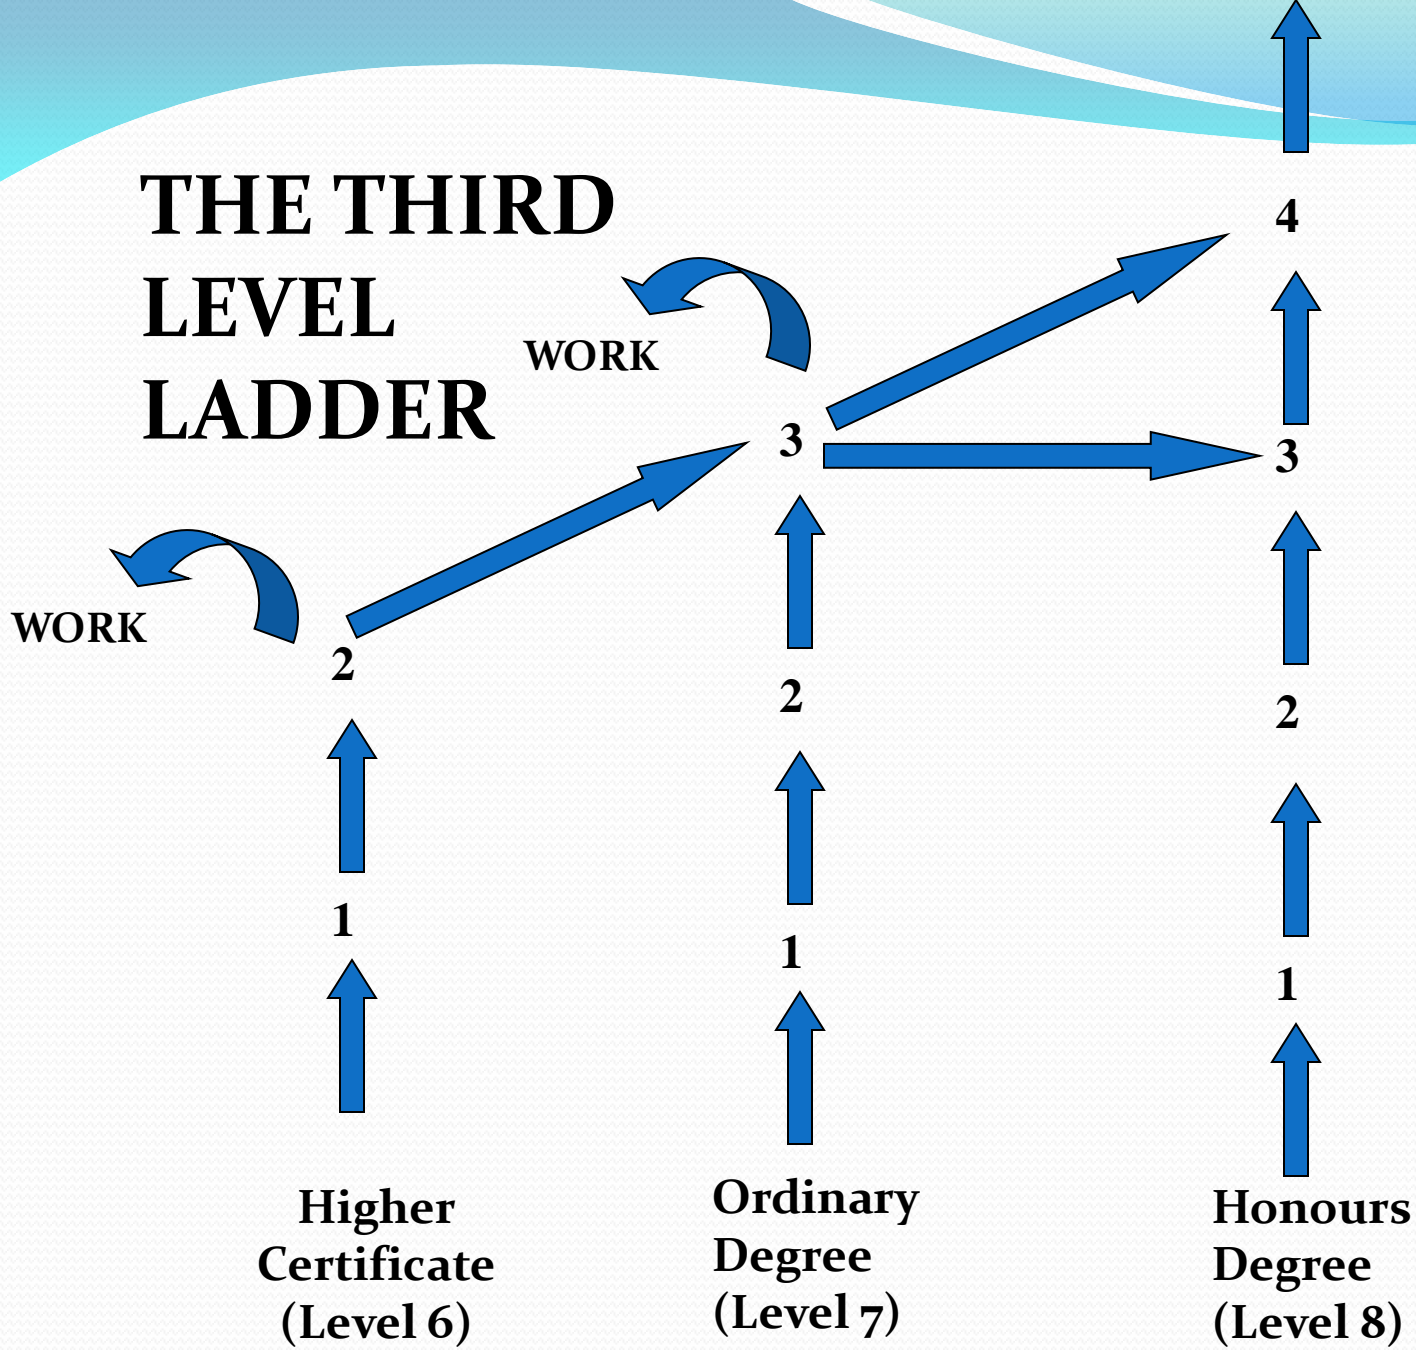 THE THIRD
LEVEL
LADDER
4
WORK
3
3
WORK
2
2
2
1
1
1
Higher
Certificate
(Level 6)
Ordinary
Degree
(Level 7)
Honours
Degree
(Level 8)